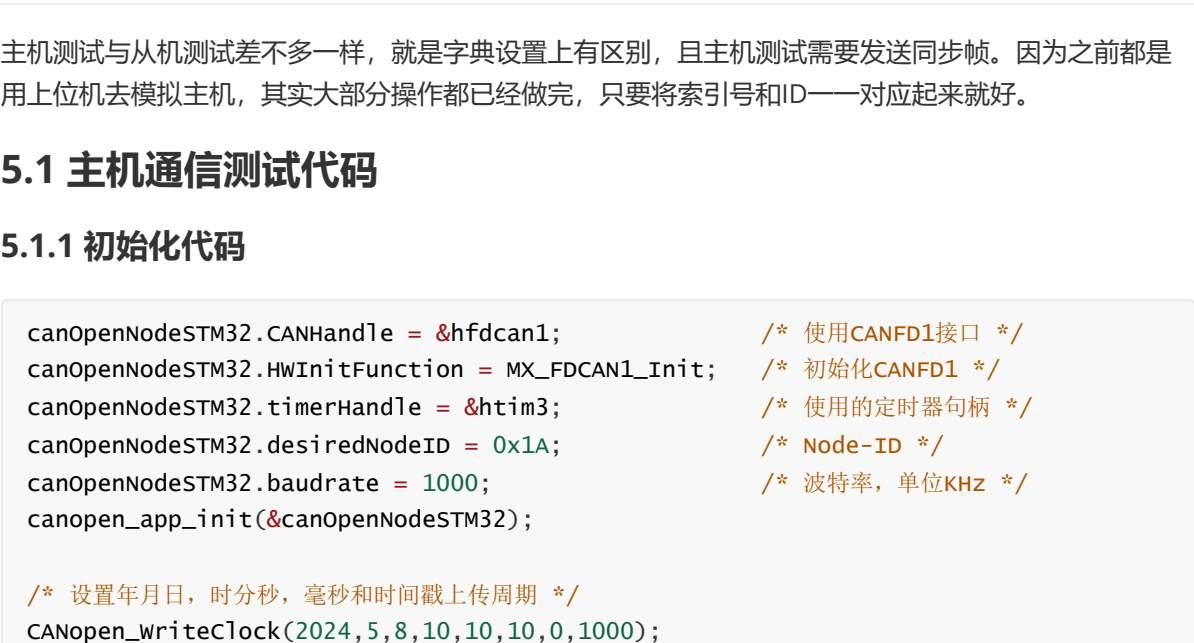 主机测试与从机测试差不多一样，就是字典设置上有区别，且主机测试需要发送同步帧。因为之前都是
用上位机去模拟主机，其实大部分操作都已经做完，只要将索引号和ID一一对应起来就好。
5.1 主机通信测试代码
5.1.1 初始化代码
canOpenNodeSTM32.CANHandle = &hfdcan1; /* 使用CANFD1接口 */
canOpenNodeSTM32.HWInitFunction = MX_FDCAN1_Init; /* 初始化CANFD1 */
canOpenNodeSTM32.timerHandle = &htim3; /* 使用的定时器句柄 */
canOpenNodeSTM32.desiredNodeID = 0x1A; /* Node-ID */
canOpenNodeSTM32.baudrate = 1000; /* 波特率，单位KHz */
canopen_app_init(&canOpenNodeSTM32);
/* 设置年月日，时分秒，毫秒和时间戳上传周期 */
CANopen_WriteClock(2024,5,8,10,10,10,0,1000);